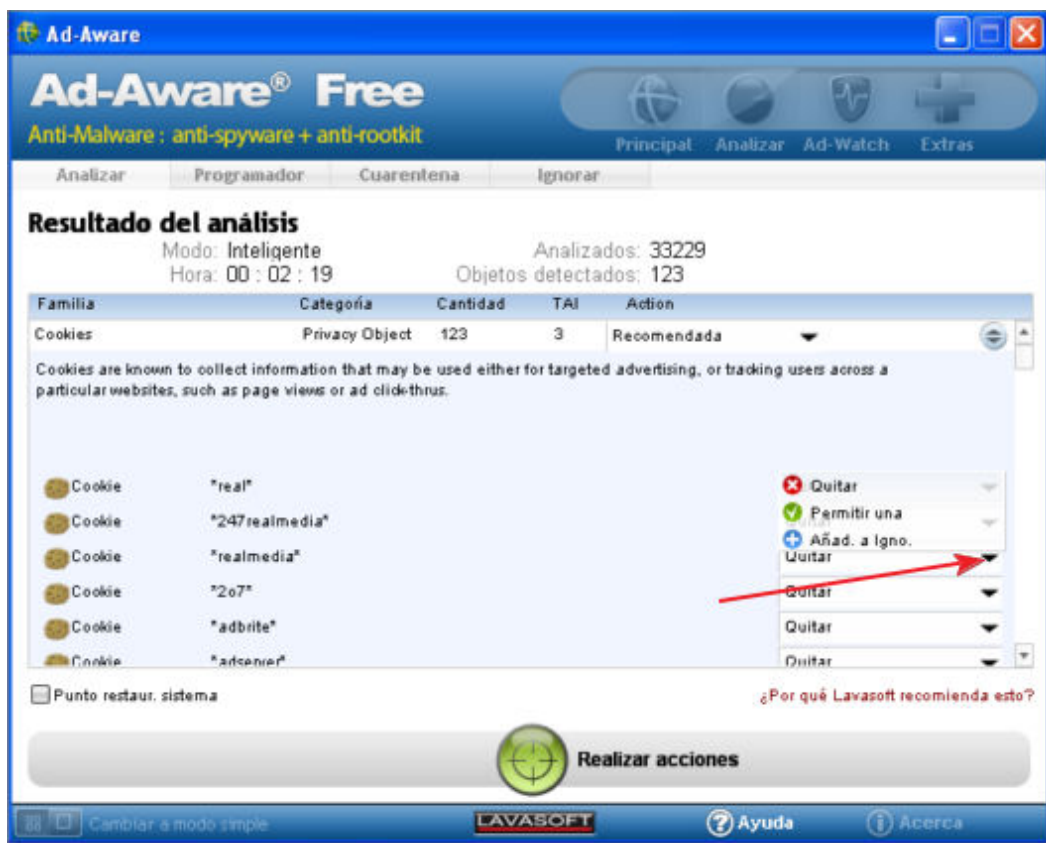 Ad-Aware
Ad-Aware® Free
Anti-Malware : anti-spyware + anti-rootkit
Principal Analizar Ad-Watch Extras
Analizar Programador Cuarentena Ignorar
Resultado del análisis
Modo: Inteligente Analizados: 33229
Hora: 00 : 02 : 19 Objetos detectados: 123
Familia Categoría Cantidad TAI Action
Cookies Privacy Object 123 3 Recomendada
Cookies are known to collect information that may be used either for targeted advertising, or tracking users across a
particular websites, such as page views or ad click-thrus.
Cookie *real* Quitar
Cookie *247realmedia* Permitir una
Añad. a Igno.
Cookie *realmedia* Quitar
Cookie *2o7* Quitar
Cookie *adbrite* Quitar
Cookie *adserver* Quitar
Punto restaur. sistema ¿Por qué Lavasoft recomienda esto?
Realizar acciones
Cambiar a modo simple LAVASOFT Ayuda Acerca